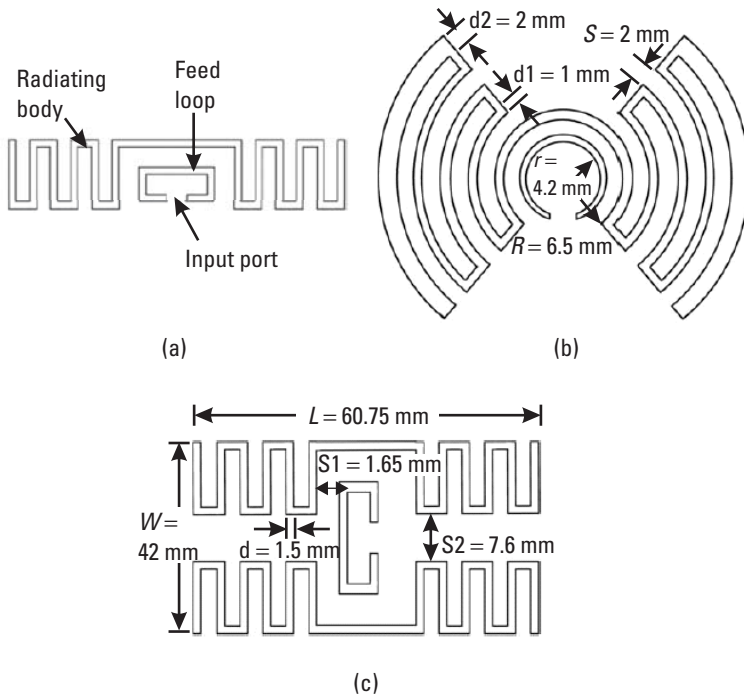 Radiating
body
Feed
loop
Input port
(a)
d2 = 2 mm
S = 2 mm
d1 = 1 mm
r =
4.2 mm
R = 6.5 mm
(b)
L = 60.75 mm
S1 = 1.65 mm
W =
42 mm
d = 1.5 mm
S2 = 7.6 mm
(c)